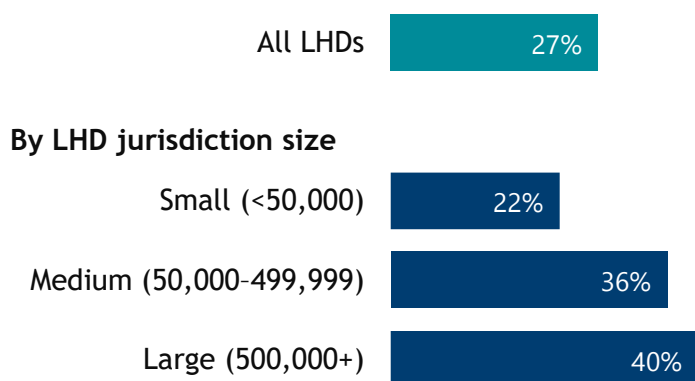 All LHDs 27%
By LHD jurisdiction size
Small (<50,000) 22%
Medium (50,000–499,999) 36%
Large (500,000+) 40%